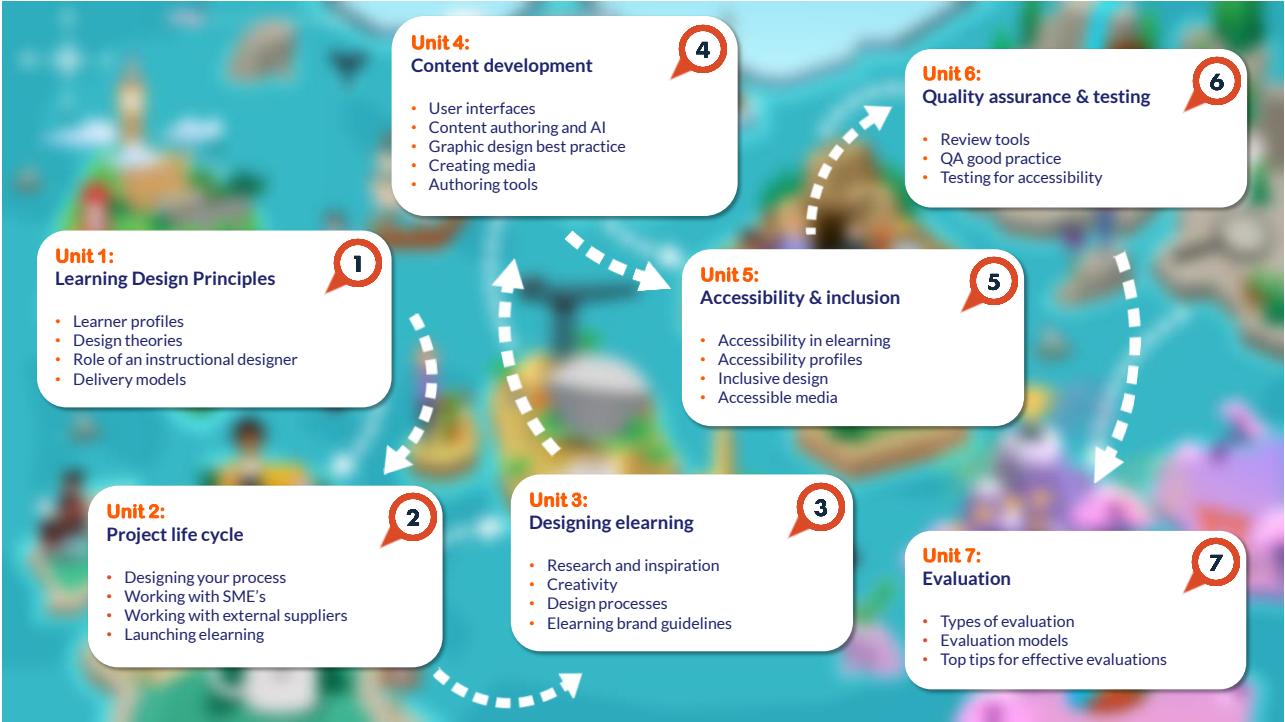 Unit 1:
Learning Design Principles
1
• Learner profiles
• Design theories
• Role of an instructional designer
• Delivery models
Unit 2:
Project life cycle
2
• Designing your process
• Working with SME's
• Working with external suppliers
• Launching elearning
Unit 3:
Designing elearning
3
• Research and inspiration
• Creativity
• Design processes
• Elearning brand guidelines
Unit 4:
Content development
4
• User interfaces
• Content authoring and AI
• Graphic design best practice
• Creating media
• Authoring tools
Unit 5:
Accessibility & inclusion
5
• Accessibility in elearning
• Accessibility profiles
• Inclusive design
• Accessible media
Unit 6:
Quality assurance & testing
6
• Review tools
• QA good practice
• Testing for accessibility
Unit 7:
Evaluation
7
• Types of evaluation
• Evaluation models
• Top tips for effective evaluations